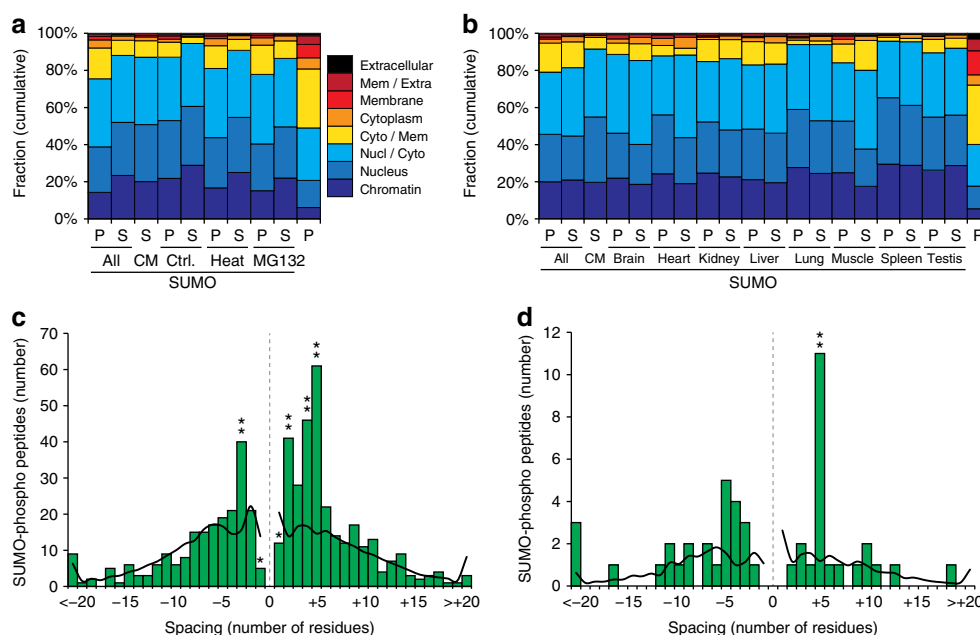 a
100%
80%
60%
40%
20%
0%
Fraction (cumulative)
Extracellular
Mem / Extra
Membrane
Cytoplasm
Cyto / Mem
Nucl / Cyto
Nucleus
Chromatin
P S S P S P S P S P
All CM Ctrl. Heat MG132
SUMO
b
100%
80%
60%
40%
20%
0%
Fraction (cumulative)
P S S P S P S P S P S P S P S P S P S P
All CM Brain Heart Kidney Liver Lung Muscle Spleen Testis
SUMO
c
70
60
50
40
30
20
10
0
SUMO-phospho peptides (number)
** * * ** ** **
<−20 −15 −10 −5 0 +5 +10 +15 >+20
Spacing (number of residues)
d
12
10
8
6
4
2
0
SUMO-phospho peptides (number)
**
<−20 −15 −10 −5 0 +5 +10 +15 >+20
Spacing (number of residues)